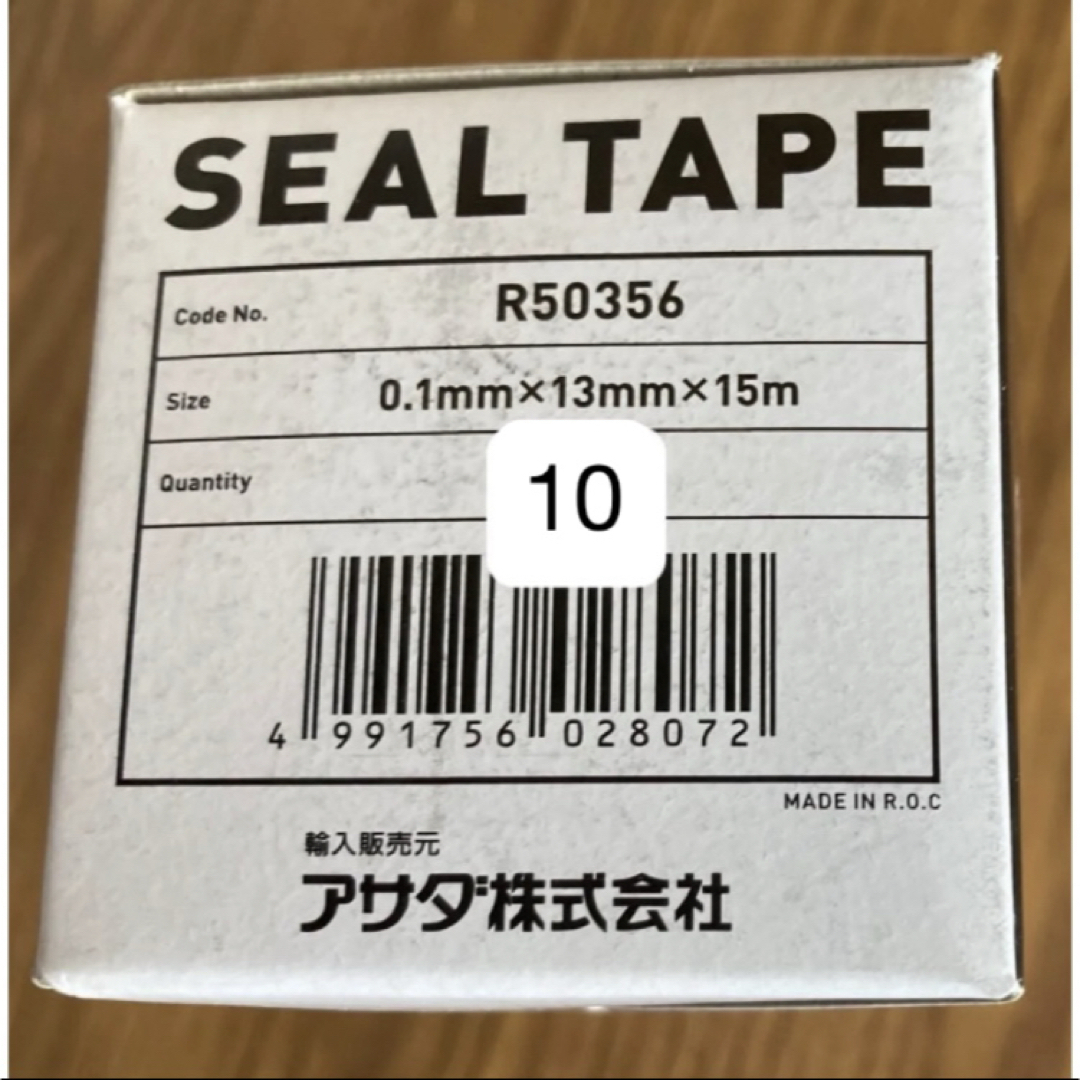 SEAL TAPE
Code No. R50356
Size 0.1mm×13mm×15m
Quantity 10
4 991756 028072
MADE IN R.O.C
輸入販売元
アサダ株式会社